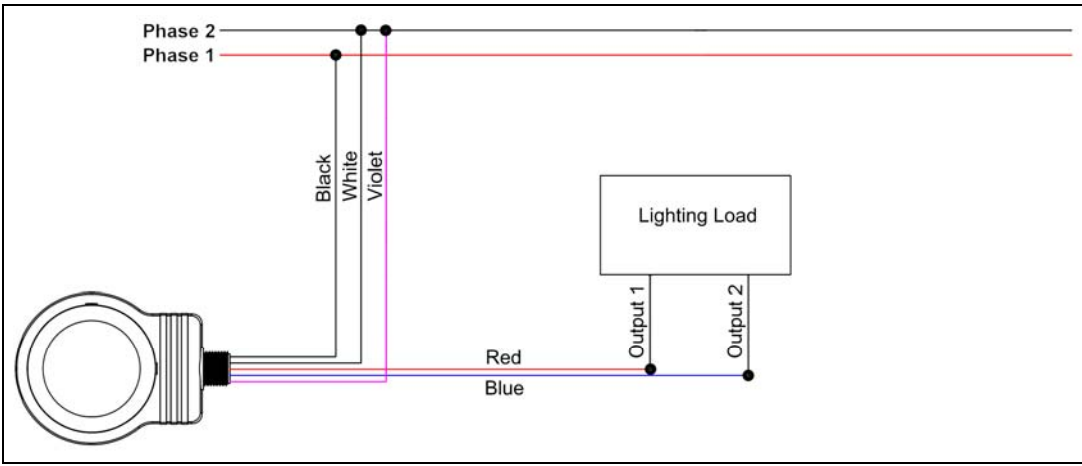 Phase 2
Phase 1
Black
White
Violet
Lighting Load
Output 1
Output 2
Red
Blue